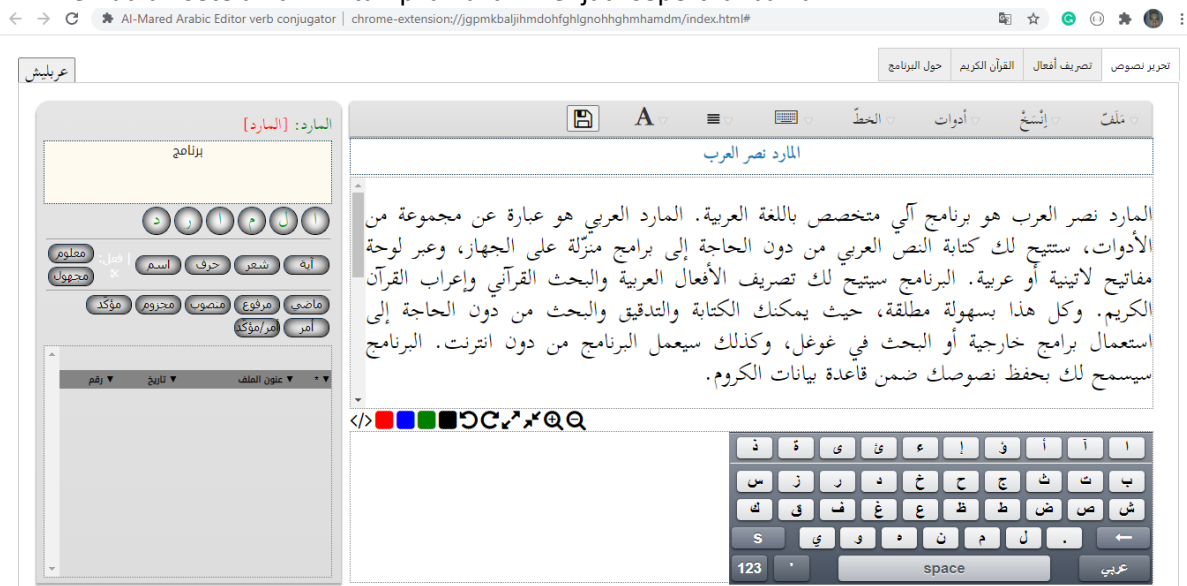 Al-Mared Arabic Editor verb conjugator | chrome-extension://jgpmkbaljihmdohfghlgnohhghmhamdm/index.html#
تحرير نصوص
تصريف أفعال
القرآن الكريم
حول البرنامج
عربليش
مَلَفّ
إِنْسَخْ
أدوات
الخطّ
A
المارد نصر العرب
المارد نصر العرب هو برنامج آلي متخصص باللغة العربية. المارد العربي هو عبارة عن مجموعة من
الأدوات، ستتيح لك كتابة النص العربي من دون الحاجة إلى برامج منزّلة على الجهاز، وعبر لوحة
مفاتيح لاتينية أو عربية. البرنامج سيتيح لك تصريف الأفعال العربية والبحث القرآني وإعراب القرآن
الكريم. وكل هذا بسهولة مطلقة، حيث يمكنك الكتابة والتدقيق والبحث من دون الحاجة إلى
استعمال برامج خارجية أو البحث في غوغل، وكذلك سيعمل البرنامج من دون انترنت. البرنامج
سيسمح لك بحفظ نصوصك ضمن قاعدة بيانات الكروم.
</>
المارد: [المارد]
برنامج
ا ل م ا ر د
آية شعر حرف اسم | فعل: معلوم
مجهول
ماضي مرفوع منصوب مجزوم مؤكد
أمر أمر/مؤكد
* ▼ عنون الملف ▼ تاريخ ▼ رقم ▼
ب ت ث ج ح خ د ر ز س
ش ص ض ط ظ ع غ ف ق ك
. ل م ن ه و ي S
عربي space ' 123